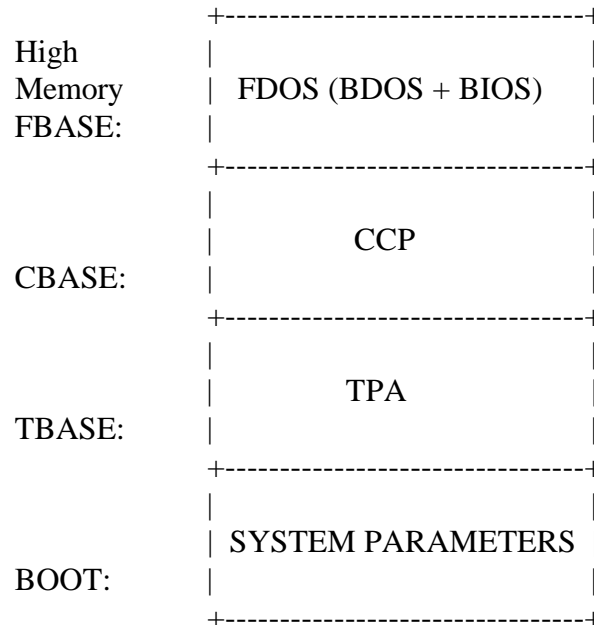 +---------------------------------+
High | |
Memory | FDOS (BDOS + BIOS) |
FBASE: | |
+---------------------------------+
| |
| CCP |
CBASE: | |
+---------------------------------+
| |
| TPA |
TBASE: | |
+---------------------------------+
| |
| SYSTEM PARAMETERS |
BOOT: | |
+---------------------------------+